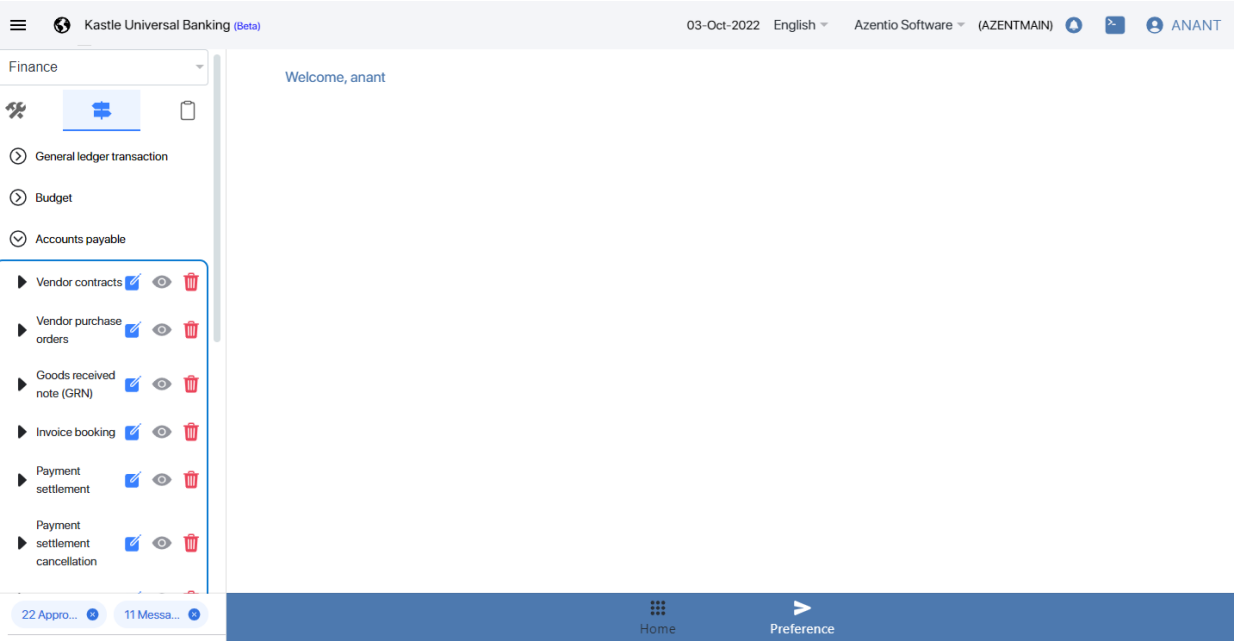 Kastle Universal Banking (Beta)
03-Oct-2022 English Azentio Software (AZENTMAIN) ANANT
Finance
Welcome, anant
General ledger transaction
Budget
Accounts payable
Vendor contracts
Vendor purchase
orders
Goods received
note (GRN)
Invoice booking
Payment
settlement
Payment
settlement
cancellation
22 Appro...
11 Messa...
Home
Preference